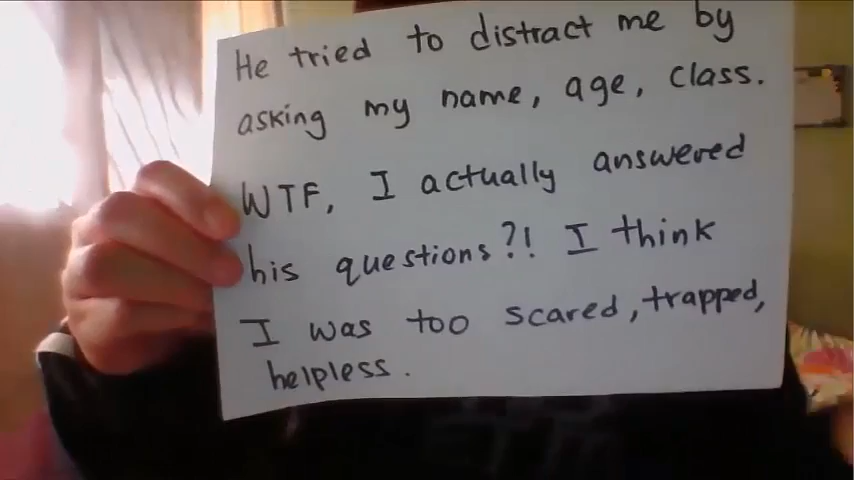 He tried to distract me by
asking my name, age, class.
WTF, I actually answered
his questions?! I think
I was too scared, trapped,
helpless.